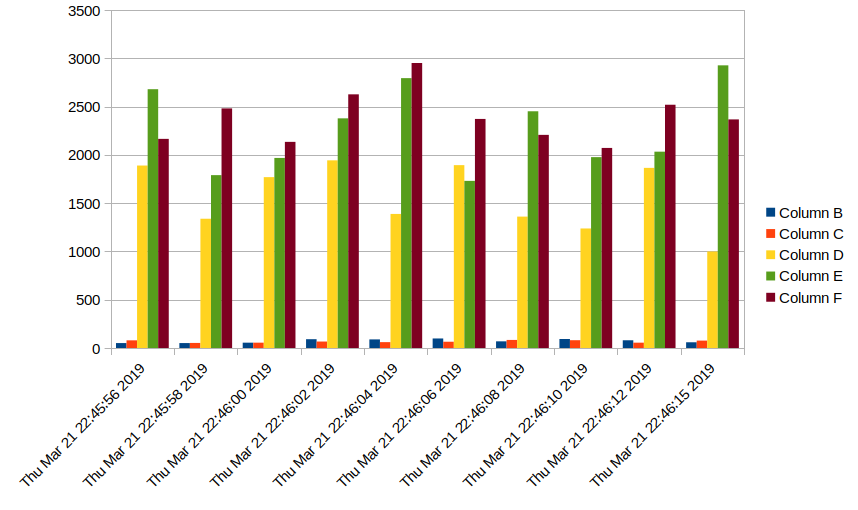 3500
3000
2500
2000
1500
1000
500
0
Column B
Column C
Column D
Column E
Column F
Thu Mar 21 22:45:56 2019
Thu Mar 21 22:45:58 2019
Thu Mar 21 22:46:00 2019
Thu Mar 21 22:46:02 2019
Thu Mar 21 22:46:04 2019
Thu Mar 21 22:46:06 2019
Thu Mar 21 22:46:08 2019
Thu Mar 21 22:46:10 2019
Thu Mar 21 22:46:12 2019
Thu Mar 21 22:46:15 2019